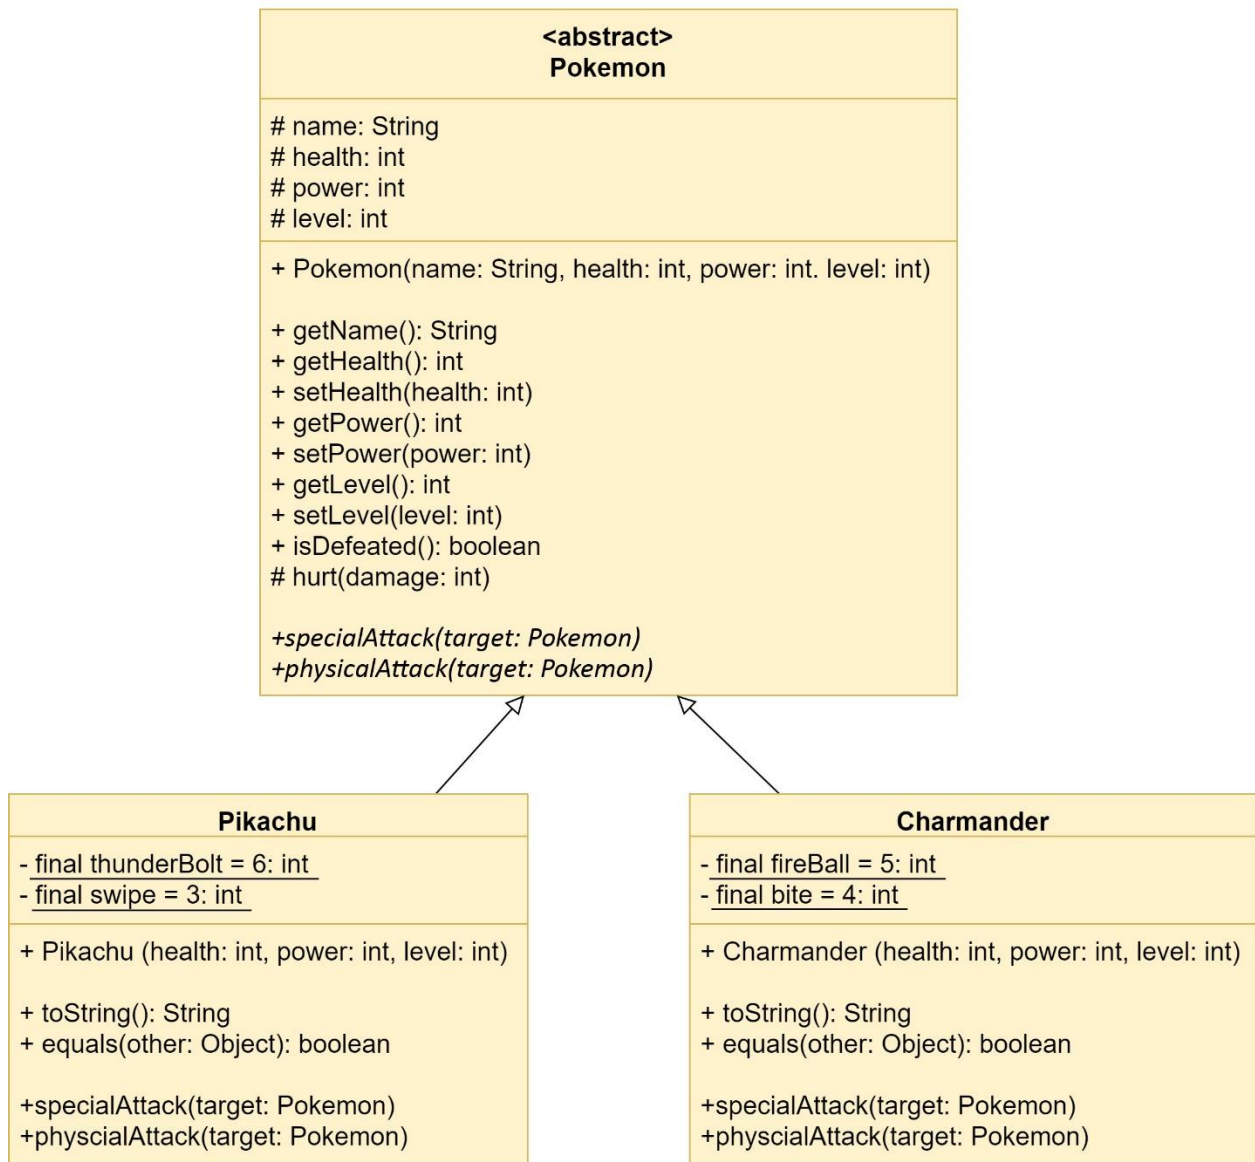 <abstract>
Pokemon
# name: String
# health: int
# power: int
# level: int
+ Pokemon(name: String, health: int, power: int. level: int)
+ getName(): String
+ getHealth(): int
+ setHealth(health: int)
+ getPower(): int
+ setPower(power: int)
+ getLevel(): int
+ setLevel(level: int)
+ isDefeated(): boolean
# hurt(damage: int)
+specialAttack(target: Pokemon)
+physicalAttack(target: Pokemon)
Pikachu
- final thunderBolt = 6: int
- final swipe = 3: int
+ Pikachu (health: int, power: int, level: int)
+ toString(): String
+ equals(other: Object): boolean
+specialAttack(target: Pokemon)
+physcialAttack(target: Pokemon)
Charmander
- final fireBall = 5: int
- final bite = 4: int
+ Charmander (health: int, power: int, level: int)
+ toString(): String
+ equals(other: Object): boolean
+specialAttack(target: Pokemon)
+physcialAttack(target: Pokemon)